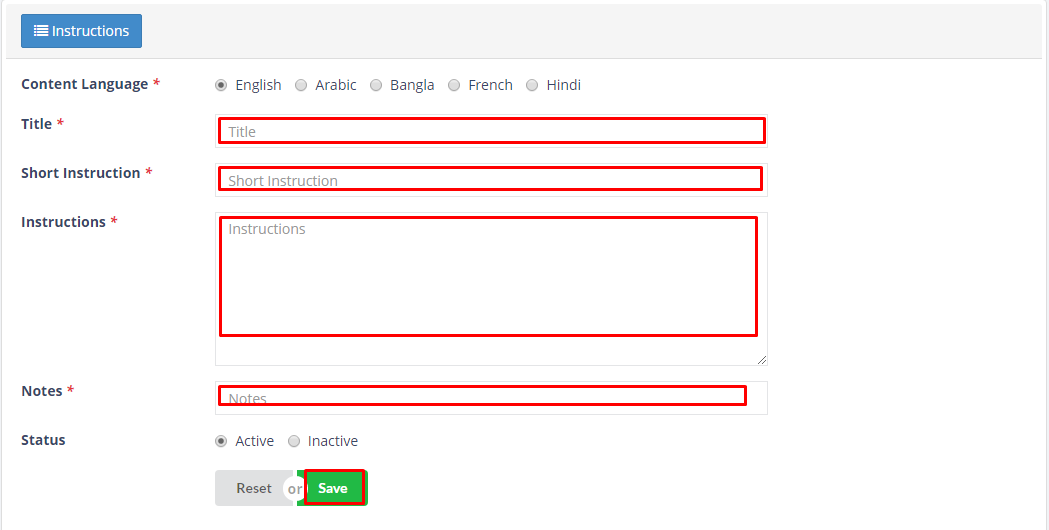 Instructions
Content Language * English Arabic Bangla French Hindi
Title * Title
Short Instruction * Short Instruction
Instructions * Instructions
Notes * Notes
Status Active Inactive
Reset or Save